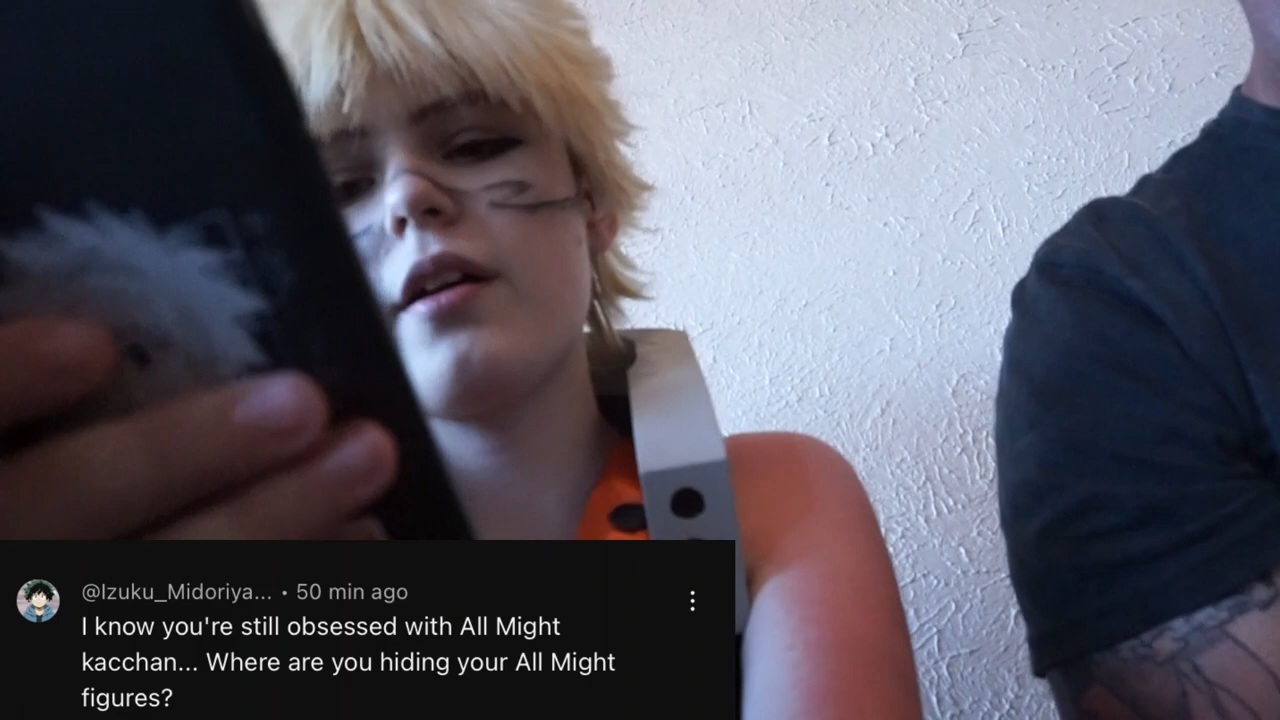 @Izuku_Midoriya... • 50 min ago
I know you're still obsessed with All Might
kacchan... Where are you hiding your All Might
figures?